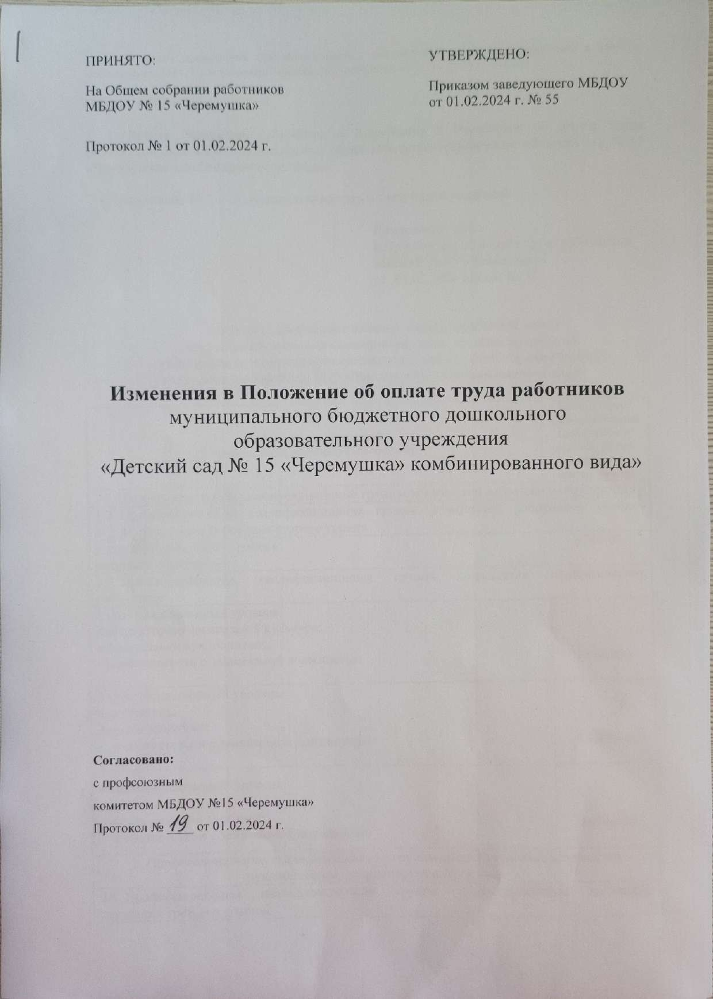 ПРИНЯТО:
На Общем собрании работников
МБДОУ № 15 «Черемушка»
Протокол № 1 от 01.02.2024 г.
УТВЕРЖДЕНО:
Приказом заведующего МБДОУ
от 01.02.2024 г. № 55
Изменения в Положение об оплате труда работников
муниципального бюджетного дошкольного
образовательного учреждения
«Детский сад № 15 «Черемушка» комбинированного вида»
Согласовано:
с профсоюзным
комитетом МБДОУ №15 «Черемушка»
Протокол № 19 от 01.02.2024 г.